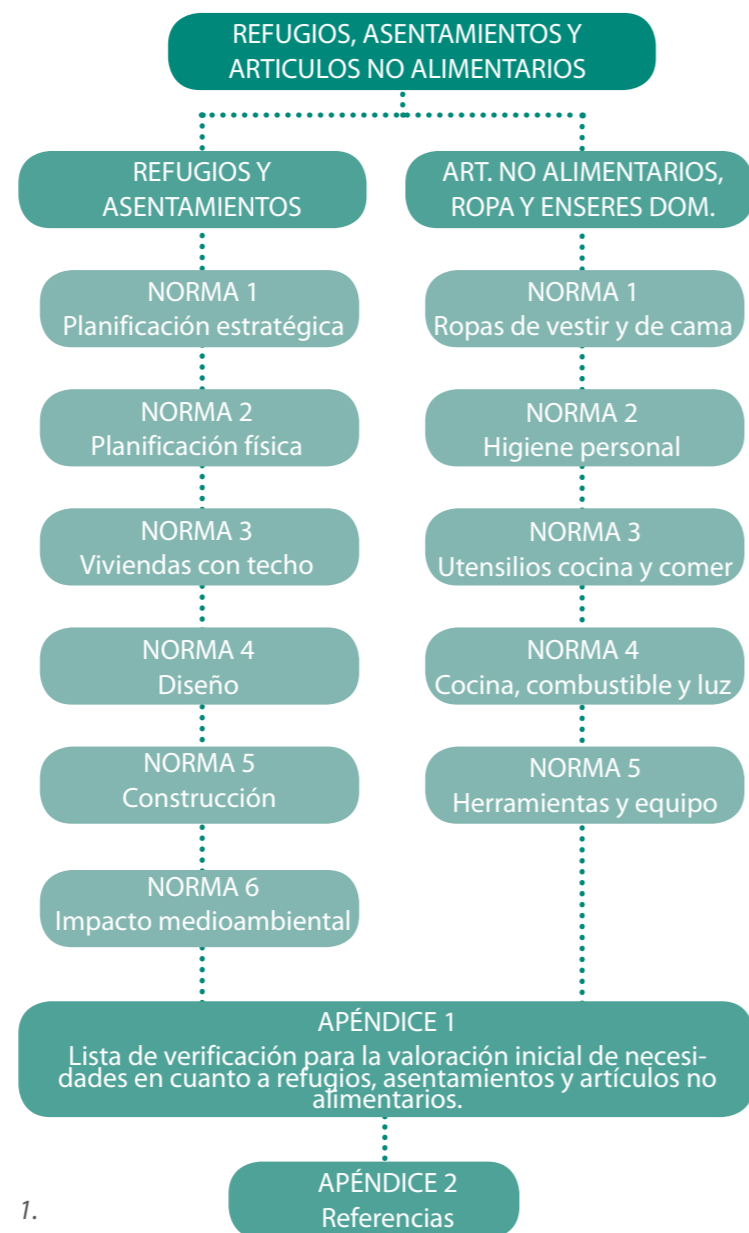 REFUGIOS, ASENTAMIENTOS Y
ARTICULOS NO ALIMENTARIOS
REFUGIOS Y
ASENTAMIENTOS
NORMA 1
Planificación estratégica
NORMA 2
Planificación física
NORMA 3
Viviendas con techo
NORMA 4
Diseño
NORMA 5
Construcción
NORMA 6
Impacto medioambiental
ART. NO ALIMENTARIOS,
ROPA Y ENSERES DOM.
NORMA 1
Ropas de vestir y de cama
NORMA 2
Higiene personal
NORMA 3
Utensilios cocina y comer
NORMA 4
Cocina, combustible y luz
NORMA 5
Herramientas y equipo
APÉNDICE 1
Lista de verificación para la valoración inicial de necesi-
dades en cuanto a refugios, asentamientos y artículos no
alimentarios.
APÉNDICE 2
Referencias
1.